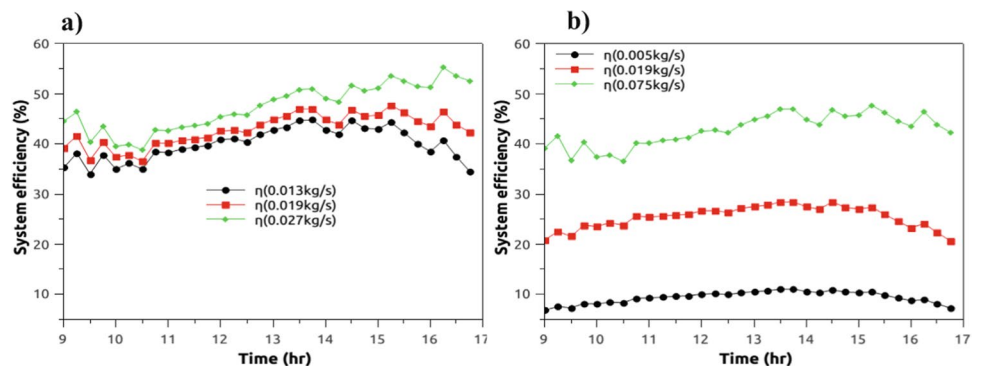 a)
60
50
40
30
20
10
System efficiency (%)
η(0.013kg/s)
η(0.019kg/s)
η(0.027kg/s)
9 10 11 12 13 14 15 16 17
Time (hr)
b)
60
50
40
30
20
10
System efficiency (%)
η(0.005kg/s)
η(0.019kg/s)
η(0.075kg/s)
9 10 11 12 13 14 15 16 17
Time (hr)